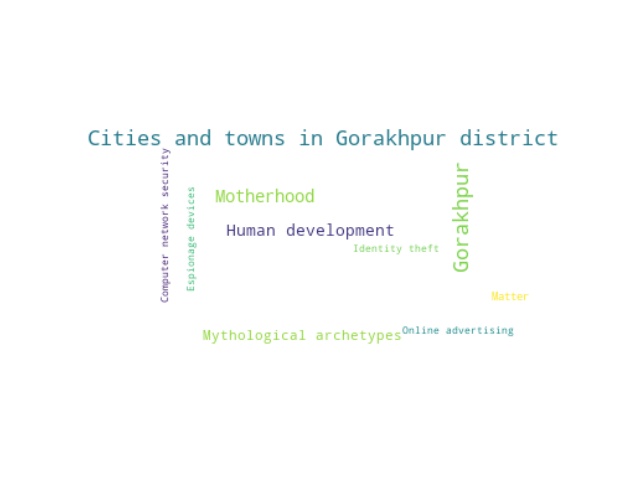 Cities and towns in Gorakhpur district
Computer network security
Espionage devices
Motherhood
Gorakhpur
Human development
Identity theft
Matter
Mythological archetypes
Online advertising